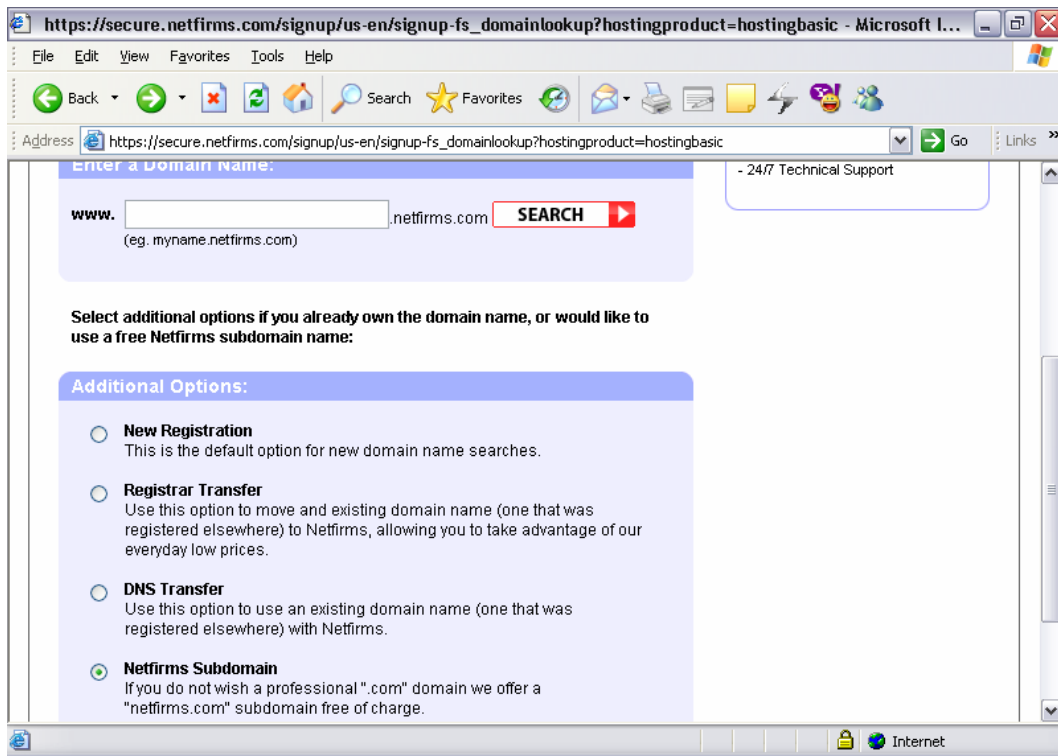 https://secure.netfirms.com/signup/us-en/signup-fs_domainlookup?hostingproduct=hostingbasic - Microsoft I...
File Edit View Favorites Tools Help
Back Search Favorites
Address https://secure.netfirms.com/signup/us-en/signup-fs_domainlookup?hostingproduct=hostingbasic Go Links »
Enter a Domain Name:
- 24/7 Technical Support
www. .netfirms.com SEARCH
(eg. myname.netfirms.com)
Select additional options if you already own the domain name, or would like to
use a free Netfirms subdomain name:
Additional Options:
New Registration
This is the default option for new domain name searches.
Registrar Transfer
Use this option to move and existing domain name (one that was
registered elsewhere) to Netfirms, allowing you to take advantage of our
everyday low prices.
DNS Transfer
Use this option to use an existing domain name (one that was
registered elsewhere) with Netfirms.
Netfirms Subdomain
If you do not wish a professional ".com" domain we offer a
"netfirms.com" subdomain free of charge.
Internet